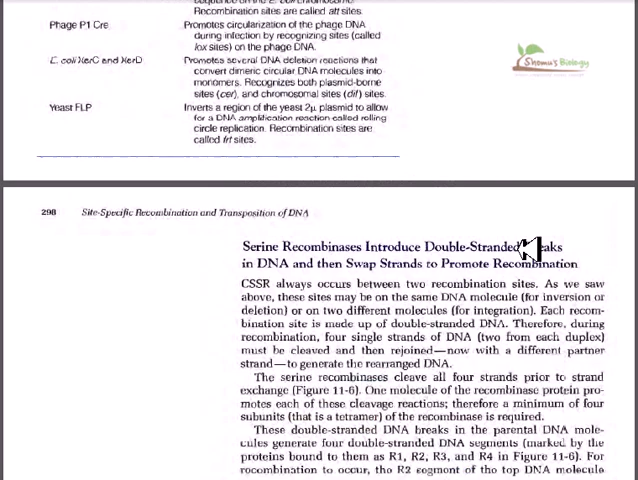 Recombination sites are called att sites.
Phage P1 Cre
Promotes circularization of the phage DNA
during infection by recognizing sites (called
lox sites) on the phage DNA.
E. coli XerC and XerD
Promotes several DNA deletion reactions that
convert dimeric circular DNA molecules into
monomers. Recognizes both plasmid-borne
sites (cer), and chromosomal sites (dif) sites.
Yeast FLP
Inverts a region of the yeast 2μ plasmid to allow
for a DNA amplification reaction called rolling
circle replication. Recombination sites are
called frt sites.
Shomu's Biology
298 Site-Specific Recombination and Transposition of DNA
Serine Recombinases Introduce Double-Stranded
in DNA and then Swap Strands to Promote Recombination
CSSR always occurs between two recombination sites. As we saw
above, these sites may be on the same DNA molecule (for inversion or
deletion) or on two different molecules (for integration). Each recom-
bination site is made up of double-stranded DNA. Therefore, during
recombination, four single strands of DNA (two from each duplex)
must be cleaved and then rejoined—now with a different partner
strand—to generate the rearranged DNA.
The serine recombinases cleave all four strands prior to strand
exchange (Figure 11-6). One molecule of the recombinase protein pro-
motes each of these cleavage reactions; therefore a minimum of four
subunits (that is a tetramer) of the recombinase is required.
These double-stranded DNA breaks in the parental DNA mole-
cules generate four double-stranded DNA segments (marked by the
proteins bound to them as R1, R2, R3, and R4 in Figure 11-6). For
recombination to occur, the R2 segment of the top DNA molecule